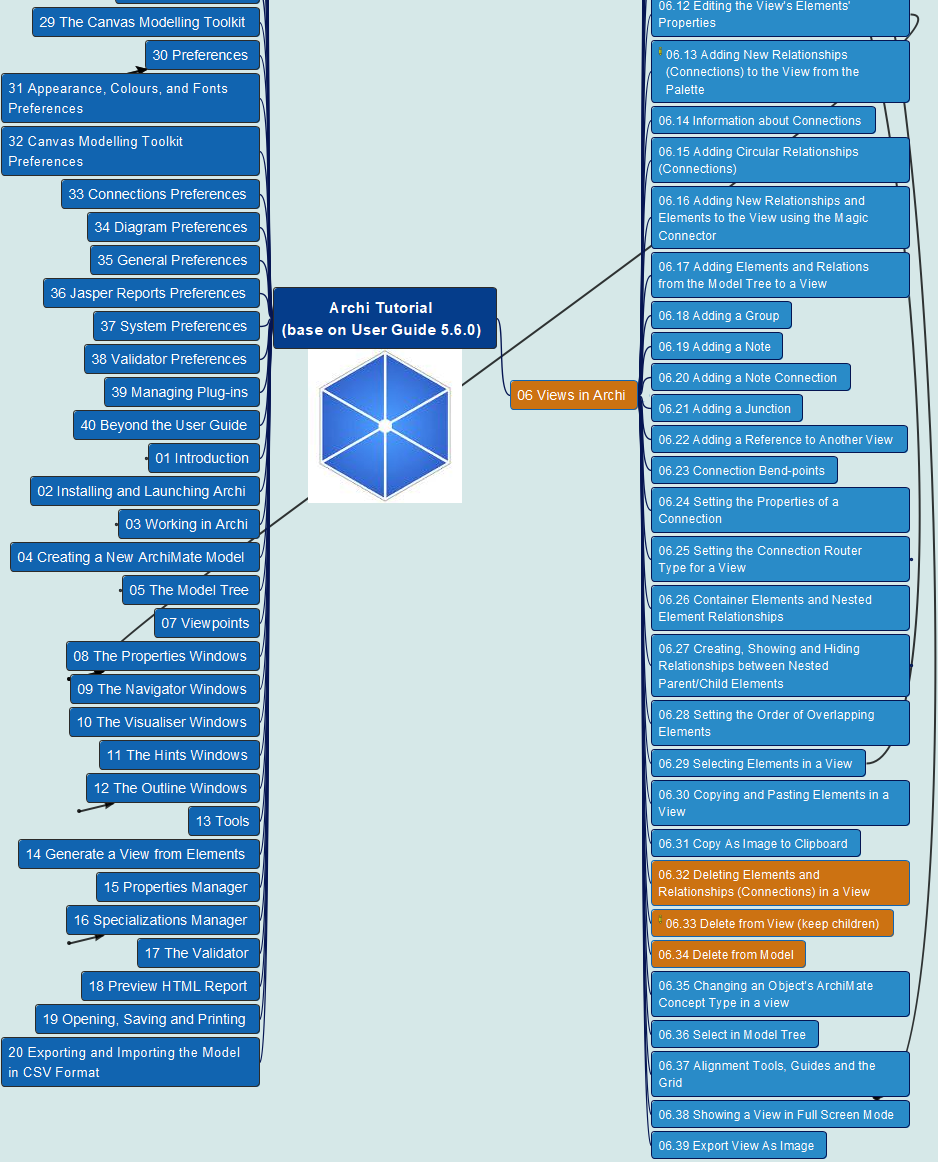 29 The Canvas Modelling Toolkit
30 Preferences
31 Appearance, Colours, and Fonts
Preferences
32 Canvas Modelling Toolkit
Preferences
33 Connections Preferences
34 Diagram Preferences
35 General Preferences
36 Jasper Reports Preferences
37 System Preferences
38 Validator Preferences
39 Managing Plug-ins
40 Beyond the User Guide
01 Introduction
02 Installing and Launching Archi
03 Working in Archi
04 Creating a New ArchiMate Model
05 The Model Tree
07 Viewpoints
08 The Properties Windows
09 The Navigator Windows
10 The Visualiser Windows
11 The Hints Windows
12 The Outline Windows
13 Tools
14 Generate a View from Elements
15 Properties Manager
16 Specializations Manager
17 The Validator
18 Preview HTML Report
19 Opening, Saving and Printing
20 Exporting and Importing the Model
in CSV Format
Archi Tutorial
(base on User Guide 5.6.0)
06 Views in Archi
06.12 Editing the View's Elements'
Properties
06.13 Adding New Relationships
(Connections) to the View from the
Palette
06.14 Information about Connections
06.15 Adding Circular Relationships
(Connections)
06.16 Adding New Relationships and
Elements to the View using the Magic
Connector
06.17 Adding Elements and Relations
from the Model Tree to a View
06.18 Adding a Group
06.19 Adding a Note
06.20 Adding a Note Connection
06.21 Adding a Junction
06.22 Adding a Reference to Another View
06.23 Connection Bend-points
06.24 Setting the Properties of a
Connection
06.25 Setting the Connection Router
Type for a View
06.26 Container Elements and Nested
Element Relationships
06.27 Creating, Showing and Hiding
Relationships between Nested
Parent/Child Elements
06.28 Setting the Order of Overlapping
Elements
06.29 Selecting Elements in a View
06.30 Copying and Pasting Elements in a
View
06.31 Copy As Image to Clipboard
06.32 Deleting Elements and
Relationships (Connections) in a View
06.33 Delete from View (keep children)
06.34 Delete from Model
06.35 Changing an Object's ArchiMate
Concept Type in a view
06.36 Select in Model Tree
06.37 Alignment Tools, Guides and the
Grid
06.38 Showing a View in Full Screen Mode
06.39 Export View As Image